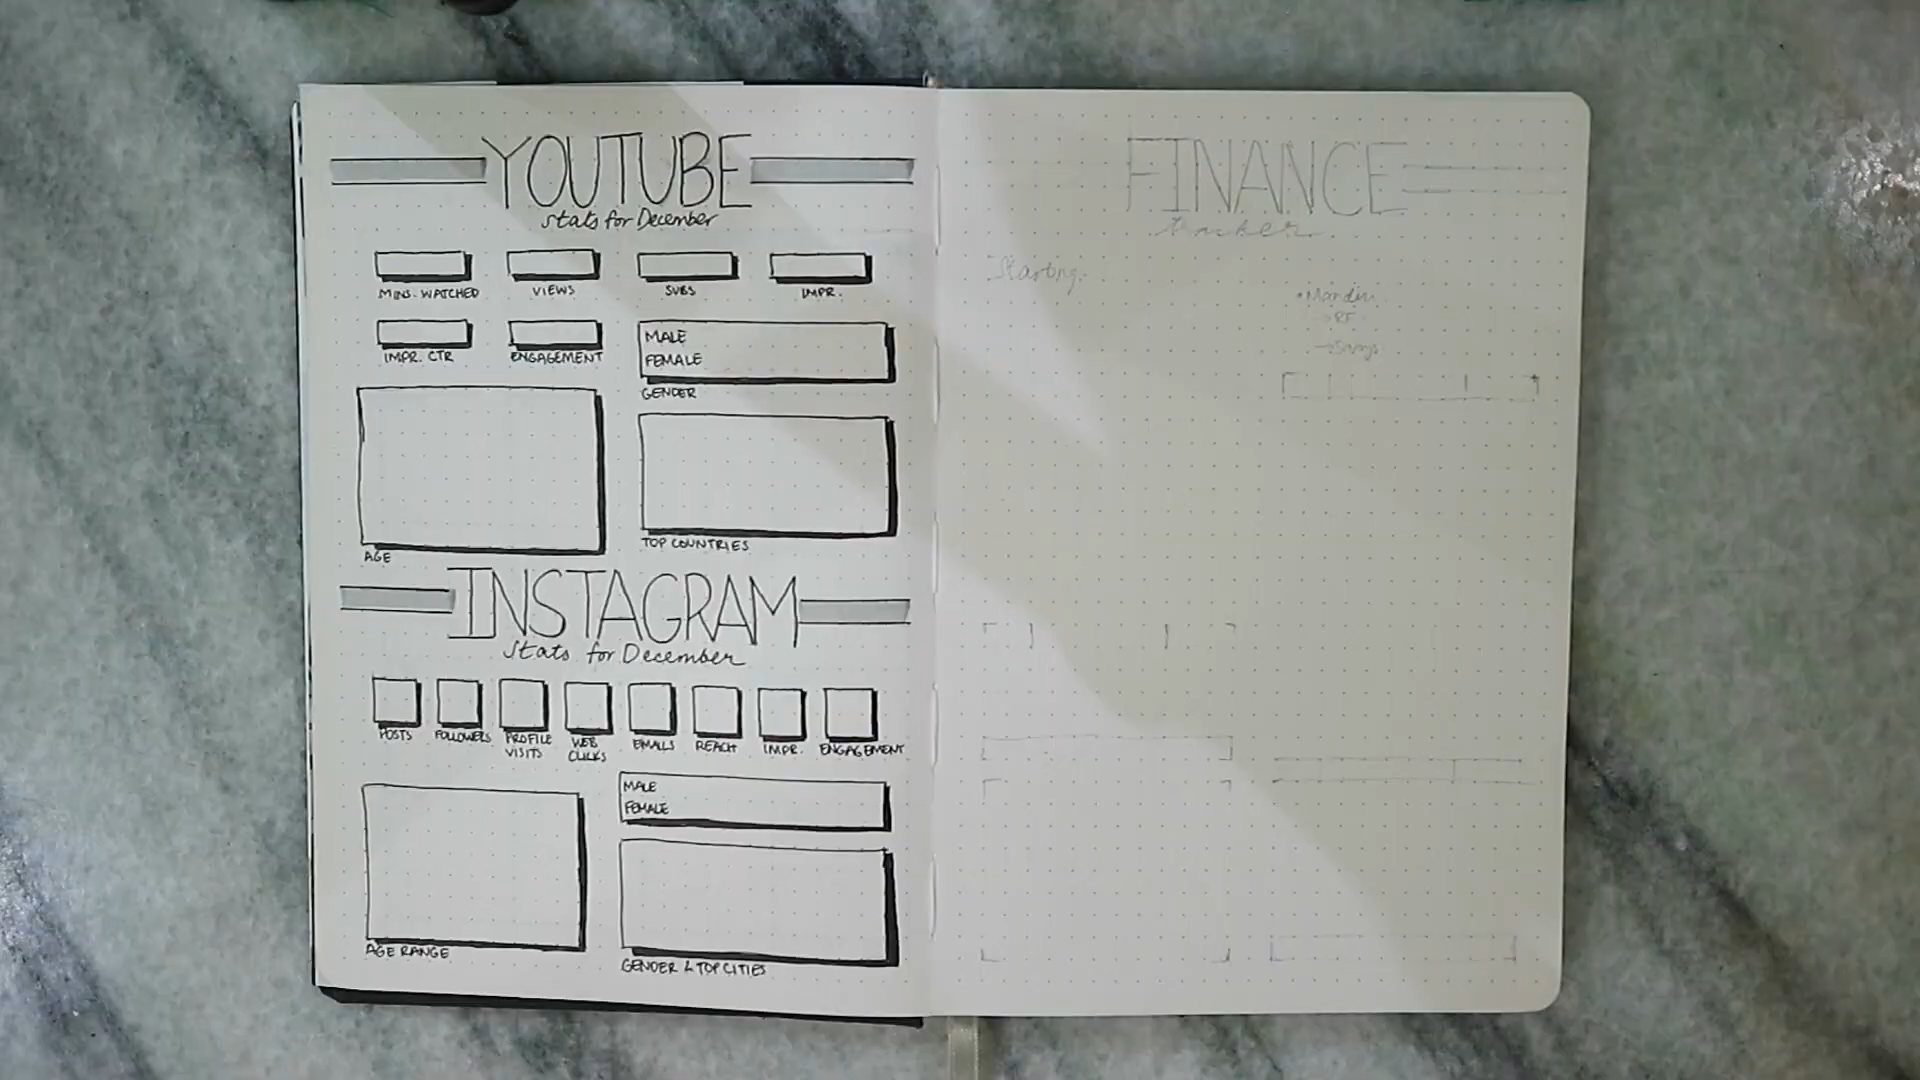 YOUTUBE
stats for December
MINS. WATCHED
VIEWS
SUBS
IMPR.
IMPR. CTR
ENGAGEMENT
MALE
FEMALE
GENDER
AGE
TOP COUNTRIES
INSTAGRAM
Stats for December
POSTS
FOLLOWERS
PROFILE
VISITS
WEB
CLICKS
EMAILS
REACH
IMPR.
ENGAGEMENT
MALE
FEMALE
AGE RANGE
GENDER & TOP CITIES
FINANCE
tracker
Starting: